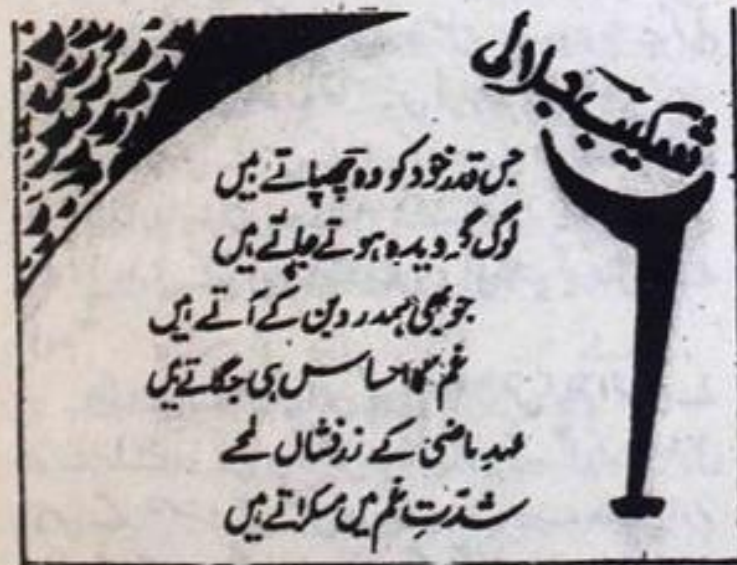 شکیب جلالی
جس قدر خود کو وہ چھپاتے ہیں
لوگ گرویدہ ہوتے جاتے ہیں
جو بھی ہمدرد بن کے آتے ہیں
غم کا احساس ہی جگاتے ہیں
عہدِ ماضی کے زرفشاں لمحے
شدّتِ غم میں مسکراتے ہیں